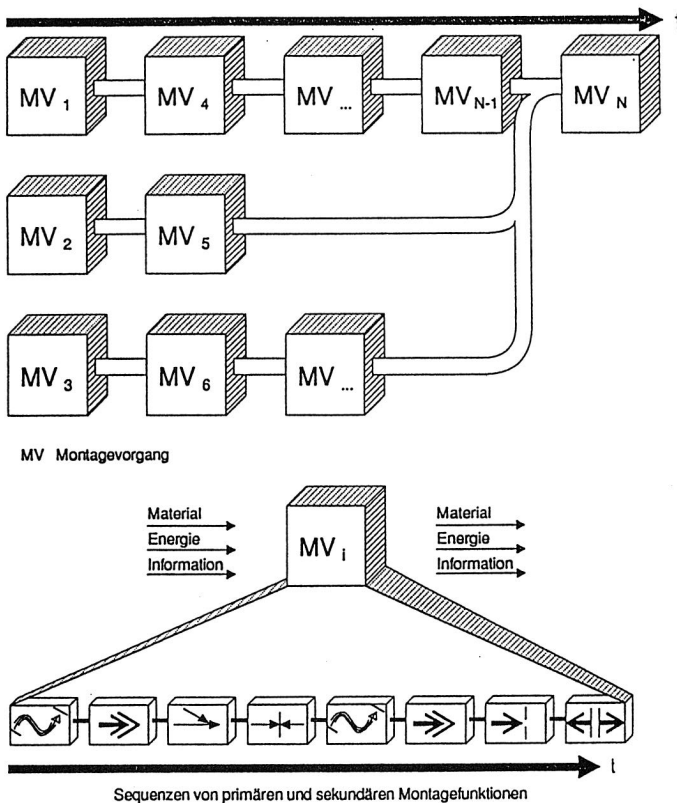 t
MV 1 MV 4 MV ... MV N-1 MV N
MV 2 MV 5
MV 3 MV 6 MV ...
MV Montagevorgang
Material
Energie
Information
MV i
Material
Energie
Information
t
Sequenzen von primären und sekundären Montagefunktionen